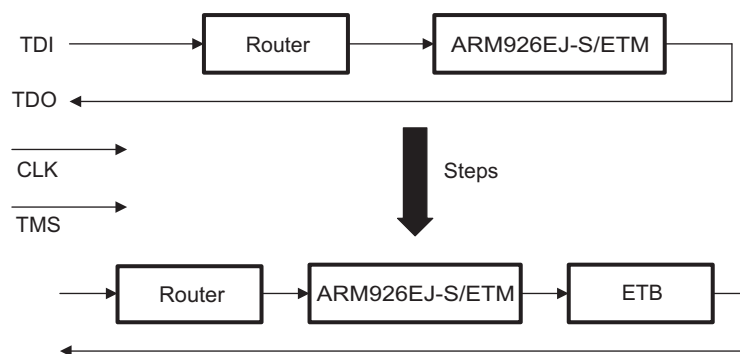 TDI
Router
ARM926EJ-S/ETM
TDO
CLK
Steps
TMS
Router
ARM926EJ-S/ETM
ETB